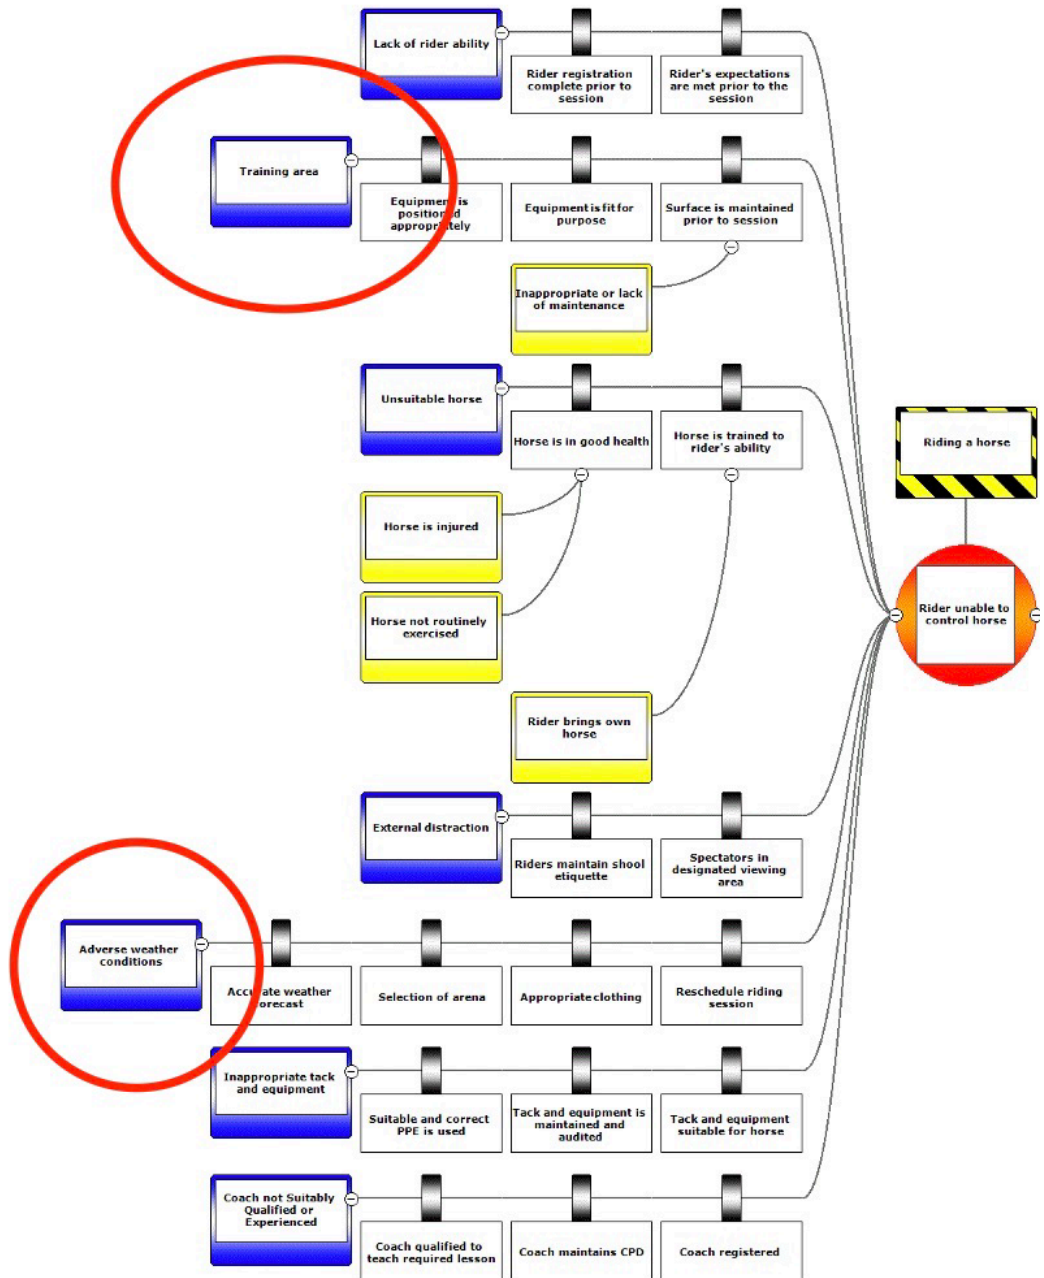 Lack of rider ability
Rider registration
complete prior to
session
Rider's expectations
are met prior to the
session
Training area
Equipment is
positioned
appropriately
Equipment is fit for
purpose
Surface is maintained
prior to session
Inappropriate or lack
of maintenance
Unsuitable horse
Horse is in good health
Horse is trained to
rider's ability
Riding a horse
Horse is injured
Horse not routinely
exercised
Rider unable to
control horse
Rider brings own
horse
External distraction
Riders maintain shool
etiquette
Spectators in
designated viewing
area
Adverse weather
conditions
Accurate weather
forecast
Selection of arena
Appropriate clothing
Reschedule riding
session
Inappropriate tack
and equipment
Suitable and correct
PPE is used
Tack and equipment is
maintained and
audited
Tack and equipment
suitable for horse
Coach not Suitably
Qualified or
Experienced
Coach qualified to
teach required lesson
Coach maintains CPD
Coach registered